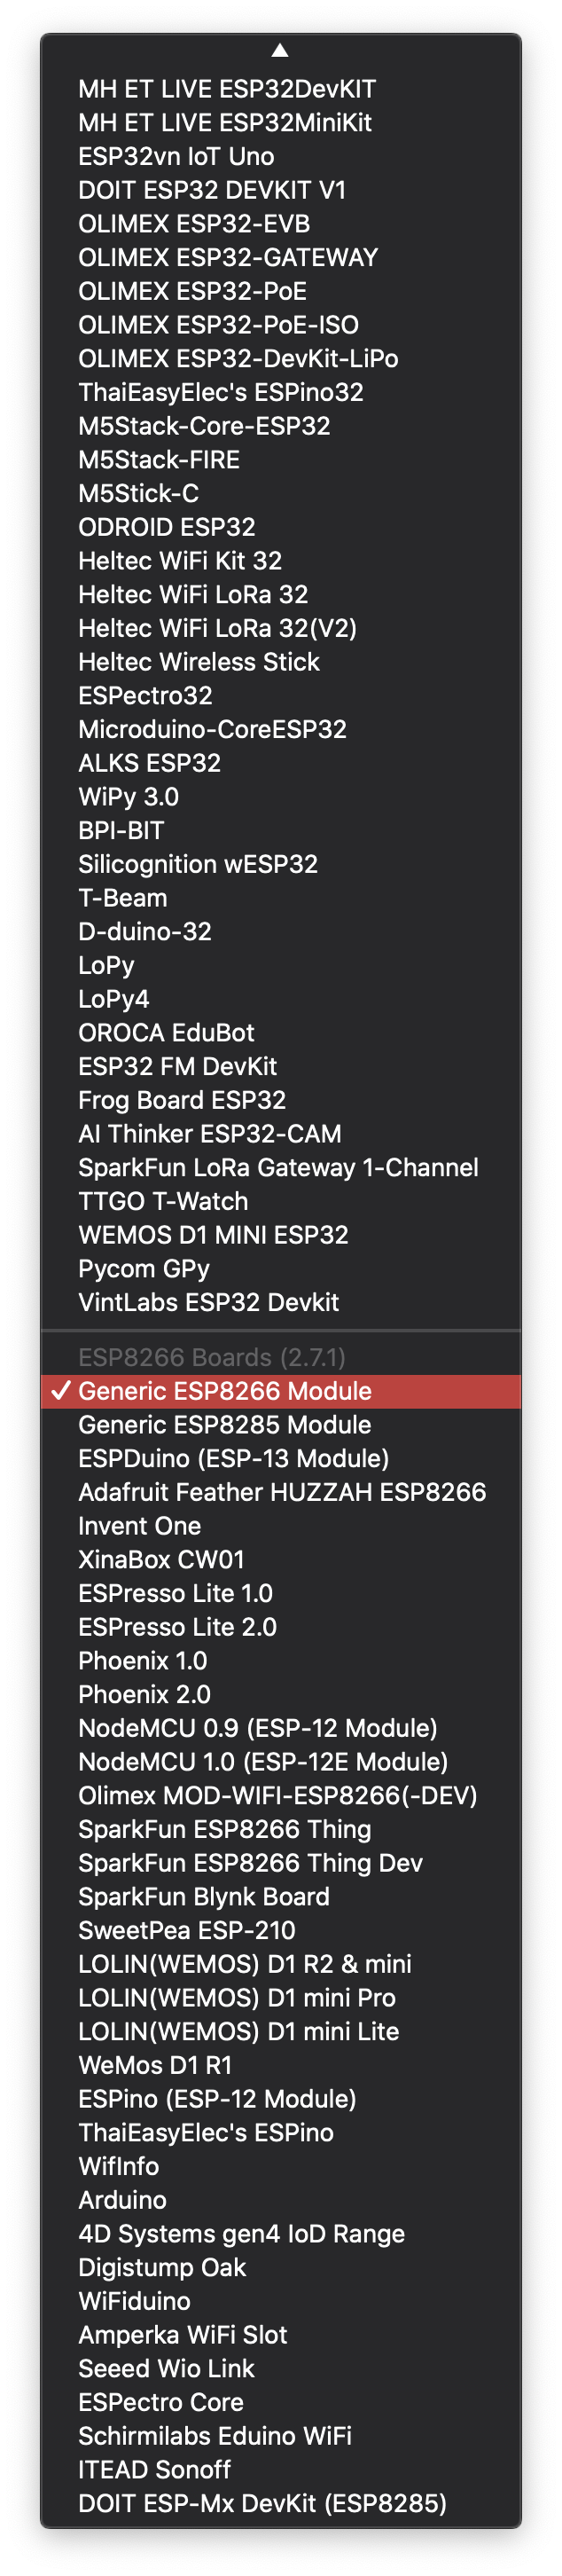 MH ET LIVE ESP32DevKIT
MH ET LIVE ESP32MiniKit
ESP32vn IoT Uno
DOIT ESP32 DEVKIT V1
OLIMEX ESP32-EVB
OLIMEX ESP32-GATEWAY
OLIMEX ESP32-PoE
OLIMEX ESP32-PoE-ISO
OLIMEX ESP32-DevKit-LiPo
ThaiEasyElec's ESPino32
M5Stack-Core-ESP32
M5Stack-FIRE
M5Stick-C
ODROID ESP32
Heltec WiFi Kit 32
Heltec WiFi LoRa 32
Heltec WiFi LoRa 32(V2)
Heltec Wireless Stick
ESPectro32
Microduino-CoreESP32
ALKS ESP32
WiPy 3.0
BPI-BIT
Silicognition wESP32
T-Beam
D-duino-32
LoPy
LoPy4
OROCA EduBot
ESP32 FM DevKit
Frog Board ESP32
AI Thinker ESP32-CAM
SparkFun LoRa Gateway 1-Channel
TTGO T-Watch
WEMOS D1 MINI ESP32
Pycom GPy
VintLabs ESP32 Devkit
ESP8266 Boards (2.7.1)
✓ Generic ESP8266 Module
Generic ESP8285 Module
ESPDuino (ESP-13 Module)
Adafruit Feather HUZZAH ESP8266
Invent One
XinaBox CW01
ESPresso Lite 1.0
ESPresso Lite 2.0
Phoenix 1.0
Phoenix 2.0
NodeMCU 0.9 (ESP-12 Module)
NodeMCU 1.0 (ESP-12E Module)
Olimex MOD-WIFI-ESP8266(-DEV)
SparkFun ESP8266 Thing
SparkFun ESP8266 Thing Dev
SparkFun Blynk Board
SweetPea ESP-210
LOLIN(WEMOS) D1 R2 & mini
LOLIN(WEMOS) D1 mini Pro
LOLIN(WEMOS) D1 mini Lite
WeMos D1 R1
ESPino (ESP-12 Module)
ThaiEasyElec's ESPino
WifInfo
Arduino
4D Systems gen4 IoD Range
Digistump Oak
WiFiduino
Amperka WiFi Slot
Seeed Wio Link
ESPectro Core
Schirmilabs Eduino WiFi
ITEAD Sonoff
DOIT ESP-Mx DevKit (ESP8285)